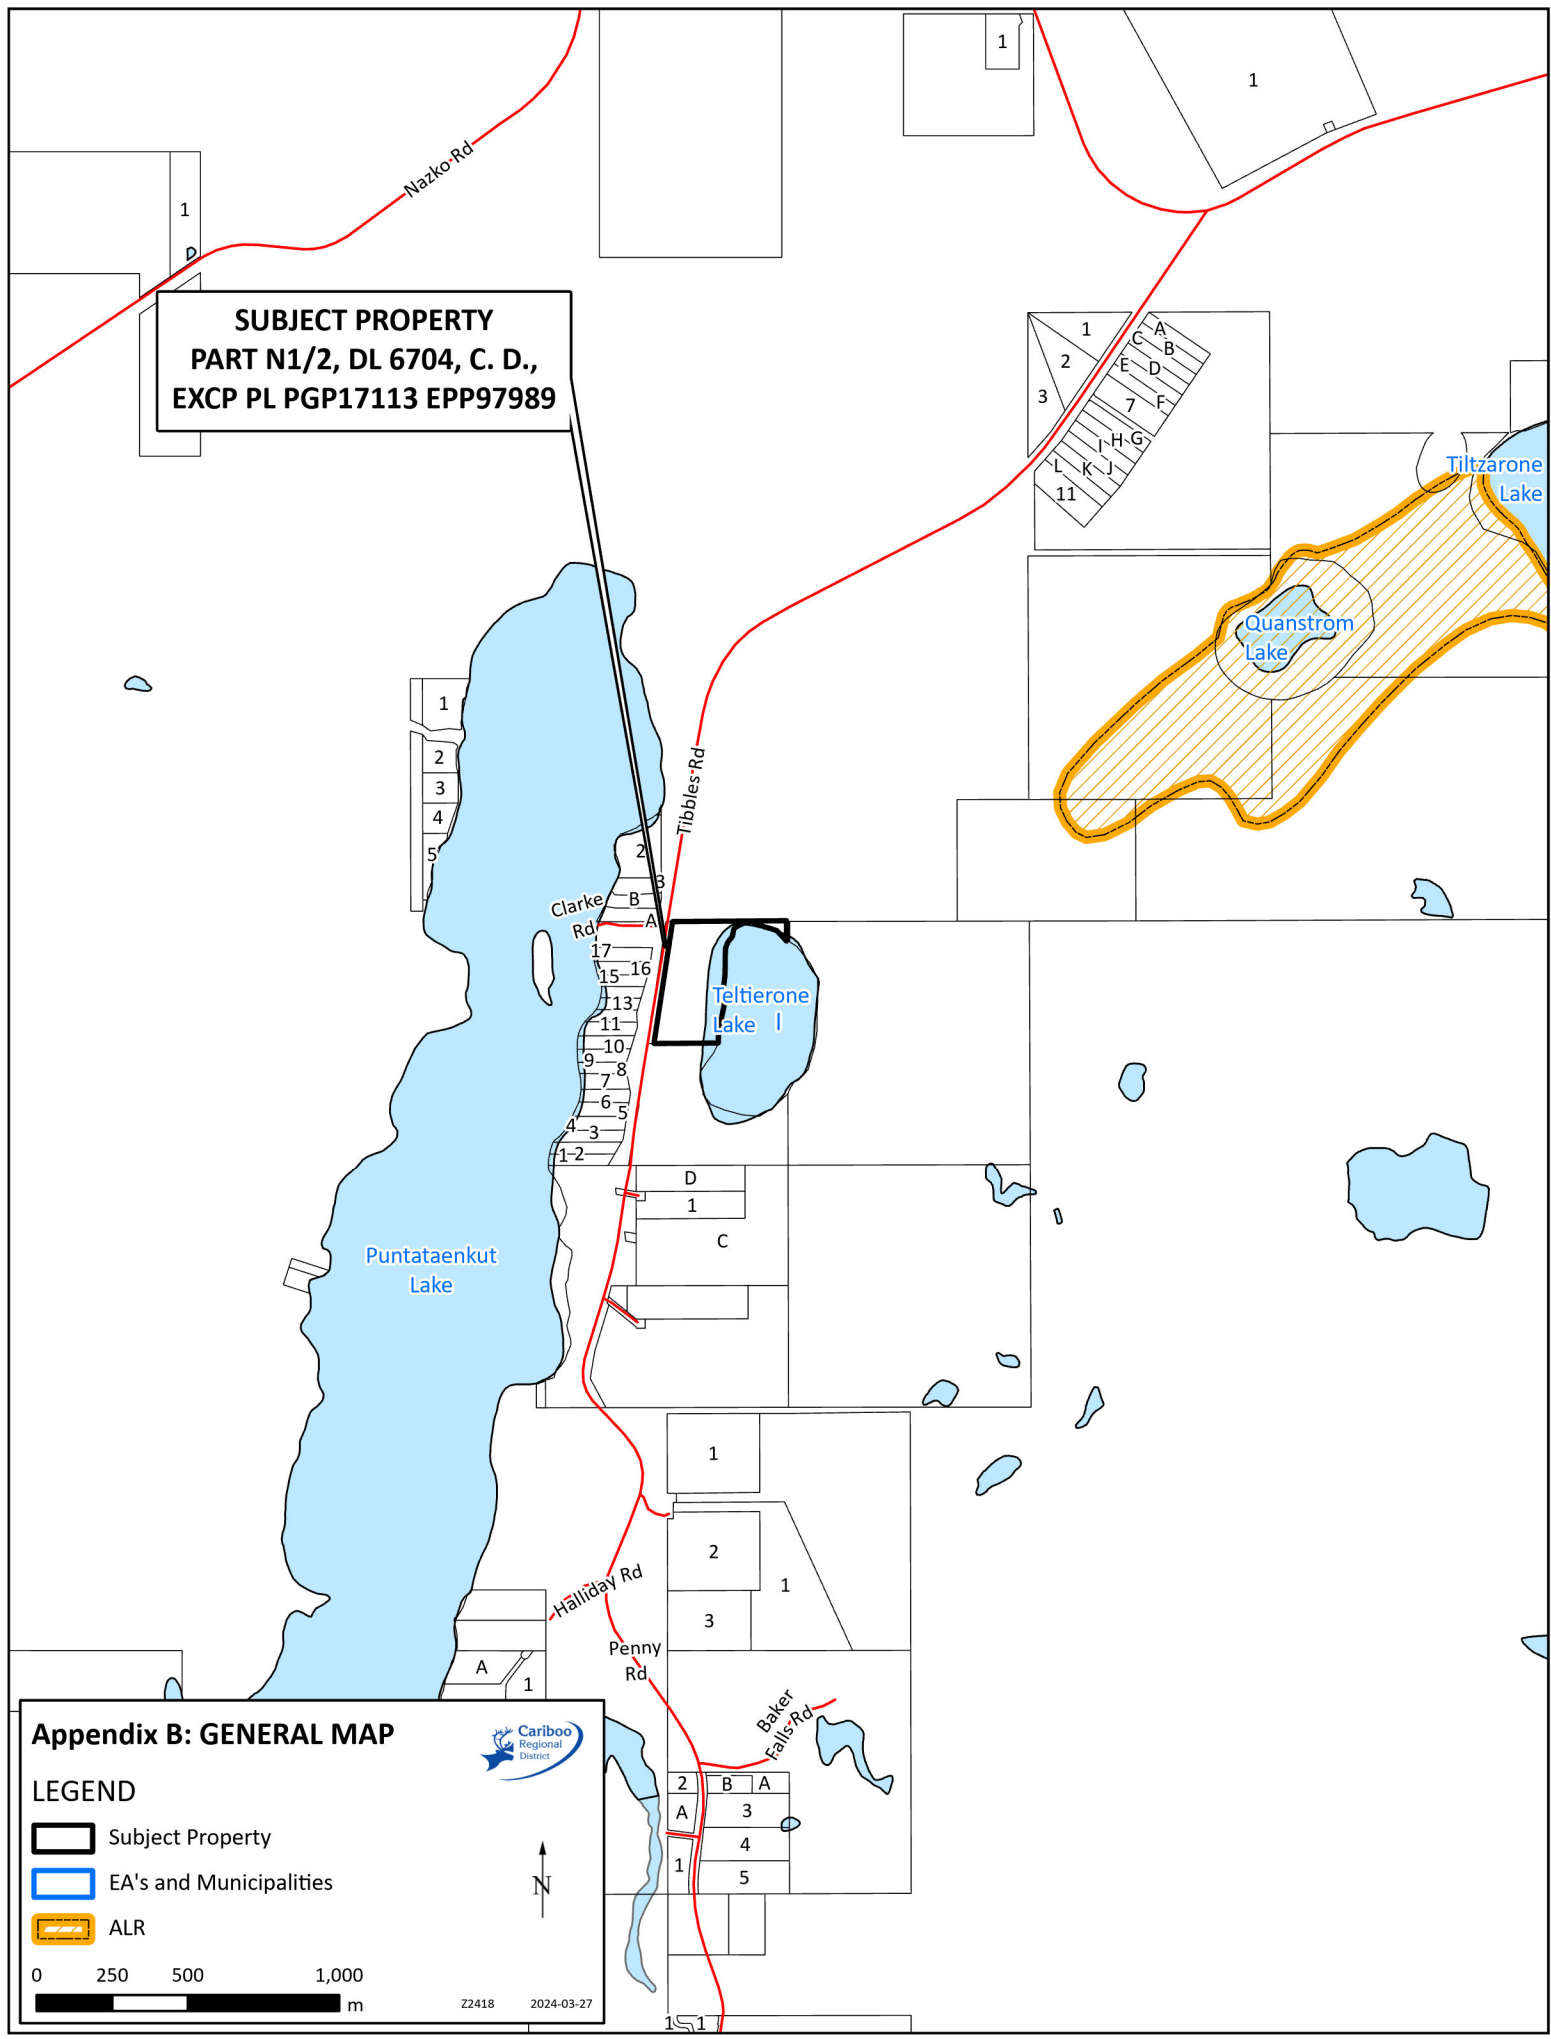 1
1
Nazko Rd
1
SUBJECT PROPERTY
PART N1/2, DL 6704, C. D.,
EXCP PL PGP17113 EPP97989
1
2
3
A
C
B
E
D
F
7
G
H
I
J
K
L
11
Tiltzarone
Lake
Quanstrom
Lake
1
2
3
4
5
Tibbles Rd
2
3
B
A
Clarke
Rd
17
16
15
13
11
10
9
8
7
6
5
4
3
1
2
Teltierone
Lake
I
D
1
C
Puntataenkut
Lake
1
2
1
3
Halliday Rd
Penny
Rd
A
1
Baker
Falls Rd
2
B
A
A
3
4
1
5
1
1
Appendix B: GENERAL MAP
Cariboo
Regional
District
LEGEND
Subject Property
EA's and Municipalities
ALR
N
0
250
500
1,000
m
Z2418
2024-03-27